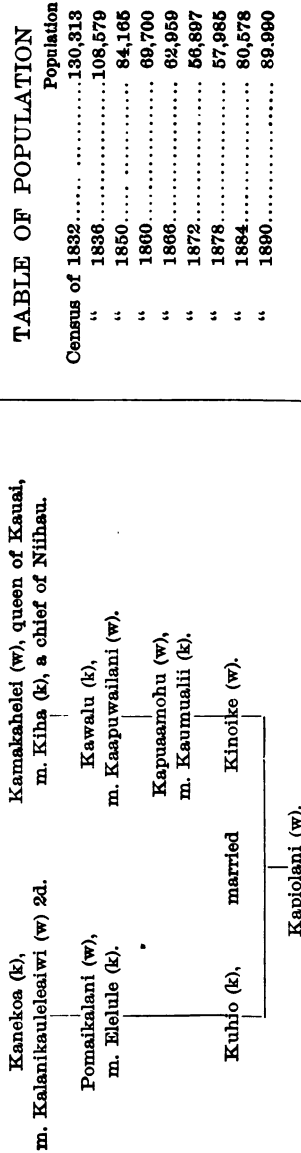 Kanekoa (k),
m. Kalanikauleleaiwi (w) 2d.
Pomaikalani (w),
m. Elelule (k).
Kuhio (k),
married
Kamakahelei (w), queen of Kauai,
m. Kiha (k), a chief of Niihau.
Kawalu (k),
m. Kaapuwailani (w).
Kapuaamohu (w),
m. Kaumualii (k).
Kinoike (w).
Kapiolani (w).
TABLE OF POPULATION
Population
Census of 1832...... ..........130,313
“ 1836...................108,579
“ 1850..... .............. 84,165
“ 1860................... 69,700
“ 1866................... 62,959
“ 1872................... 56,897
“ 1878................... 57,985
“ 1884................... 80,578
“ 1890................... 89.990